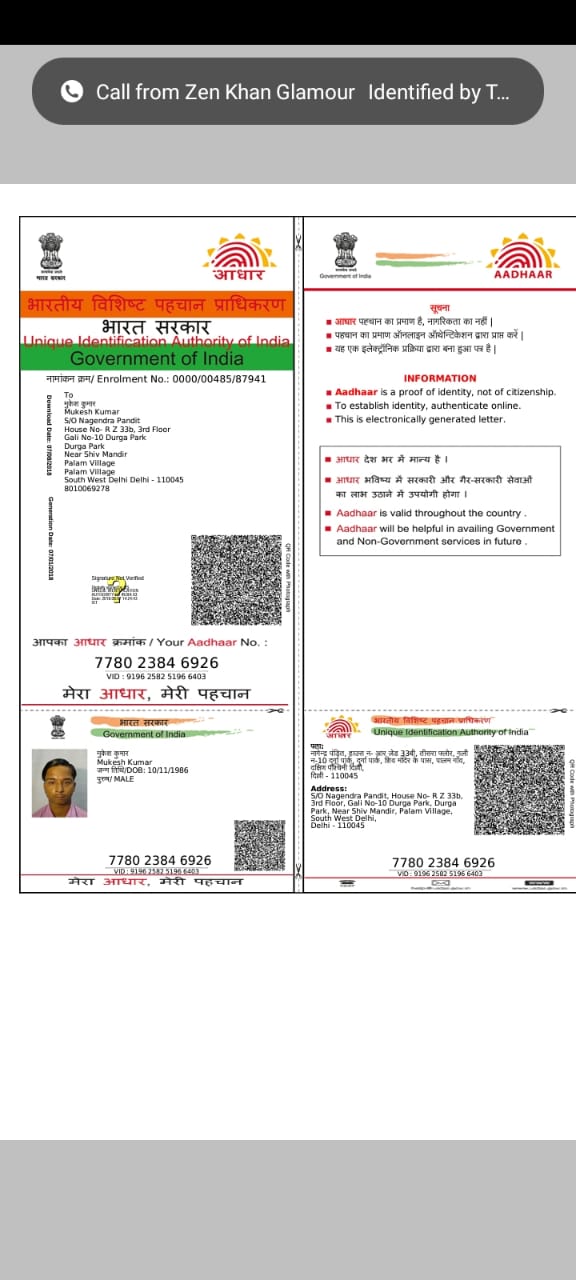 Call from Zen Khan Glamour Identified by T...
भारत सरकार
आधार
भारतीय विशिष्ट पहचान प्राधिकरण
भारत सरकार
Unique Identification Authority of India
Government of India
नामांकन क्रम/ Enrolment No.: 0000/00485/87941
Download Date: 07/08/2018
Generation Date: 07/01/2018
To
मुकेश कुमार
Mukesh Kumar
S/O Nagendra Pandit
House No- R Z 33b, 3rd Floor
Gali No-10 Durga Park
Durga Park
Near Shiv Mandir
Palam Village
Palam Village
South West Delhi Delhi - 110045
8010069278
Signature Not Verified
QR Code with Photograph
आपका आधार क्रमांक / Your Aadhaar No. :
7780 2384 6926
VID : 9196 2582 5196 6403
मेरा आधार, मेरी पहचान
Government of India
AADHAAR
सूचना
आधार पहचान का प्रमाण है, नागरिकता का नहीं |
पहचान का प्रमाण ऑनलाइन ऑथेन्टिकेशन द्वारा प्राप्त करें |
यह एक इलेक्ट्रॉनिक प्रक्रिया द्वारा बना हुआ पत्र है |
INFORMATION
Aadhaar is a proof of identity, not of citizenship.
To establish identity, authenticate online.
This is electronically generated letter.
आधार देश भर में मान्य है ।
आधार भविष्य में सरकारी और गैर-सरकारी सेवाओं
का लाभ उठाने में उपयोगी होगा ।
Aadhaar is valid throughout the country .
Aadhaar will be helpful in availing Government
and Non-Government services in future .
भारत सरकार
Government of India
मुकेश कुमार
Mukesh Kumar
जन्म तिथि/DOB: 10/11/1986
पुरुष/ MALE
7780 2384 6926
VID : 9196 2582 5196 6403
मेरा आधार, मेरी पहचान
आधार
भारतीय विशिष्ट पहचान प्राधिकरण
Unique Identification Authority of India
पता:
नागेन्द्र पंडित, हाउस न- आर जेड 33बी, तीसरा फ्लोर, गली
न-10 दुर्गा पार्क, दुर्गा पार्क, शिव मंदिर के पास, पालम गाँव,
दक्षिण पश्चिमी दिल्ली,
दिल्ली - 110045
Address:
S/O Nagendra Pandit, House No- R Z 33b,
3rd Floor, Gali No-10 Durga Park, Durga
Park, Near Shiv Mandir, Palam Village,
South West Delhi,
Delhi - 110045
QR Code with Photograph
7780 2384 6926
VID : 9196 2582 5196 6403